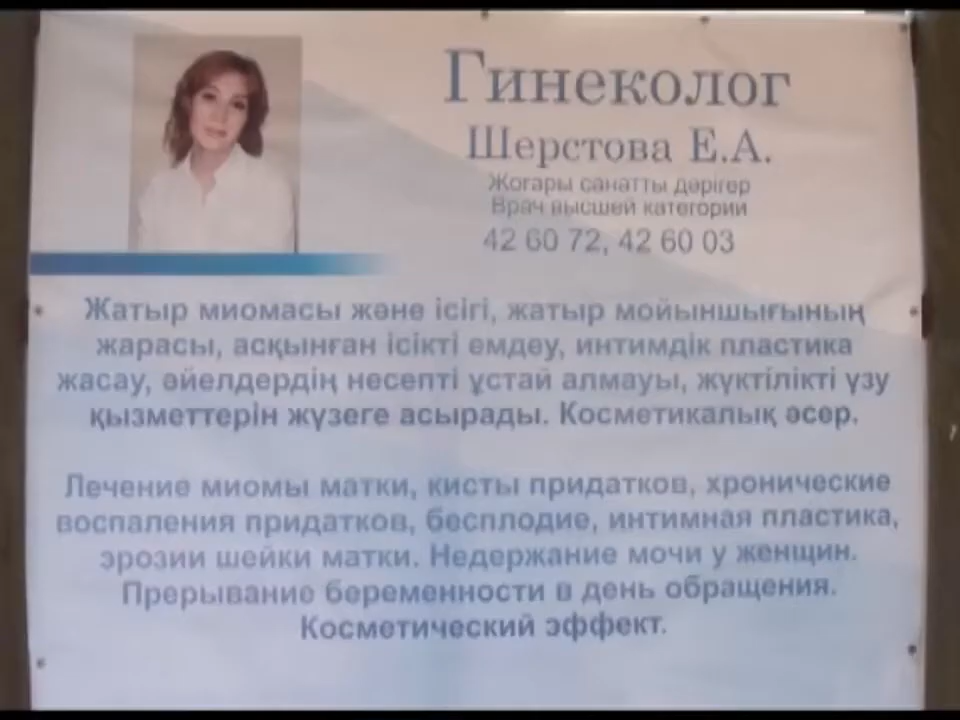 Гинеколог
Шерстова Е.А.
Жоғары санатты дәрігер
Врач высшей категории
42 60 72, 42 60 03
Жатыр миомасы және ісігі, жатыр мойыншығының
жарасы, асқынған ісікті емдеу, интимдік пластика
жасау, әйелдердің несепті ұстай алмауы, жүктілікті үзу
қызметтерін жүзеге асырады. Косметикалық әсер.
Лечение миомы матки, кисты придатков, хронические
воспаления придатков, бесплодие, интимная пластика,
эрозии шейки матки. Недержание мочи у женщин.
Прерывание беременности в день обращения.
Косметический эффект.